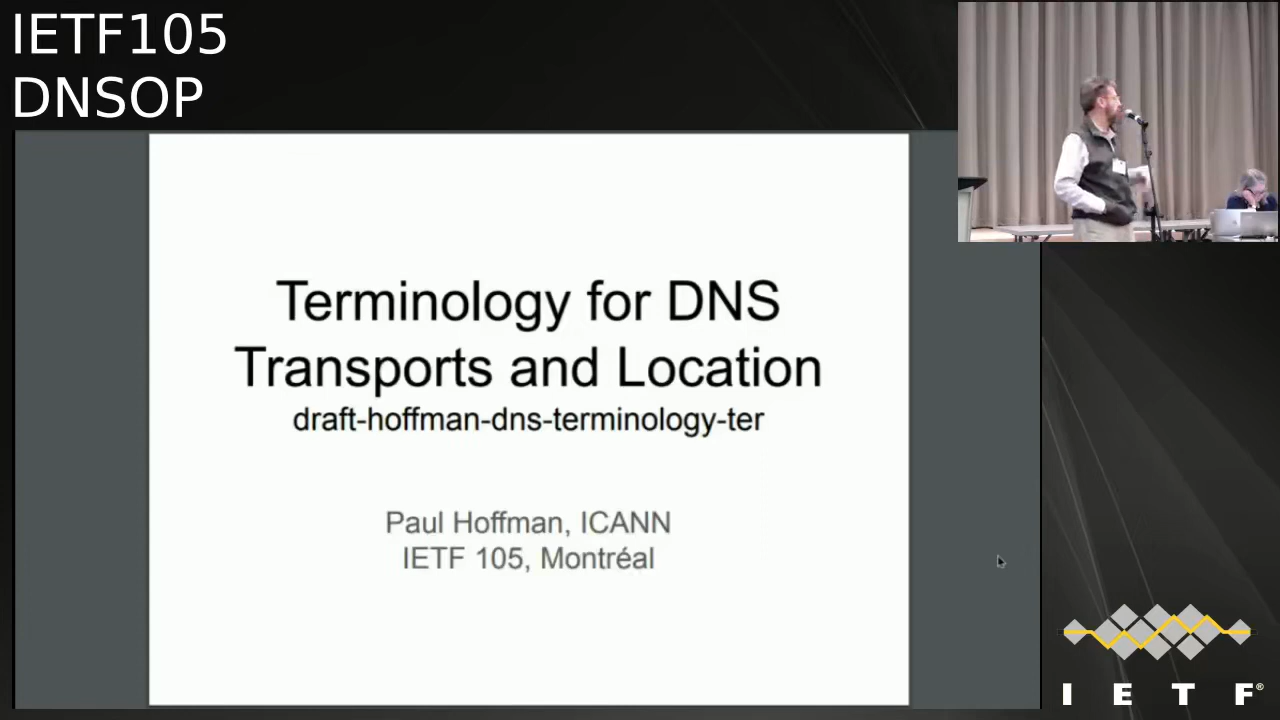 IETF105
DNSOP
Terminology for DNS
Transports and Location
draft-hoffman-dns-terminology-ter
Paul Hoffman, ICANN
IETF 105, Montréal
I E T F®